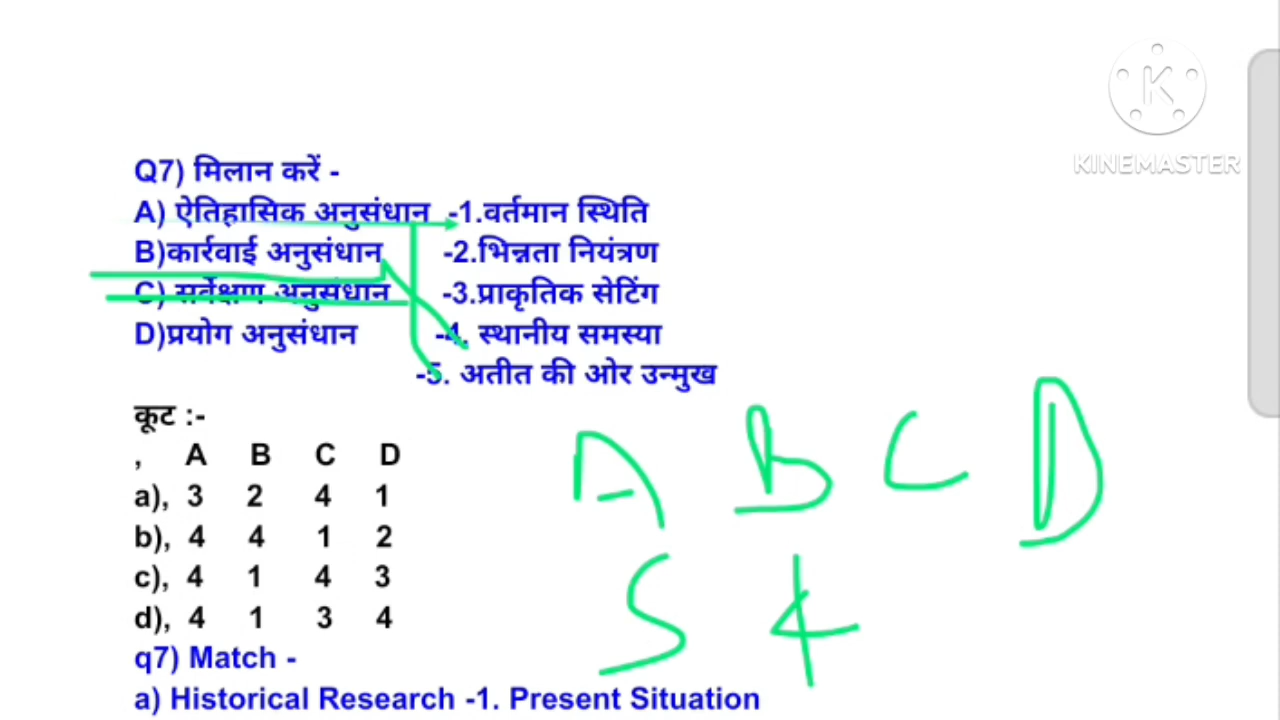 KINEMASTER
Q7) मिलान करें -
A) ऐतिहासिक अनुसंधान -1.वर्तमान स्थिति
B)कार्रवाई अनुसंधान -2.भिन्नता नियंत्रण
C) सर्वेक्षण अनुसंधान -3.प्राकृतिक सेटिंग
D)प्रयोग अनुसंधान -4. स्थानीय समस्या
-5. अतीत की ओर उन्मुख
कूट :-
, A B C D
a), 3 2 4 1
b), 4 4 1 2
c), 4 1 4 3
d), 4 1 3 4
A B C D
5 4
q7) Match -
a) Historical Research -1. Present Situation